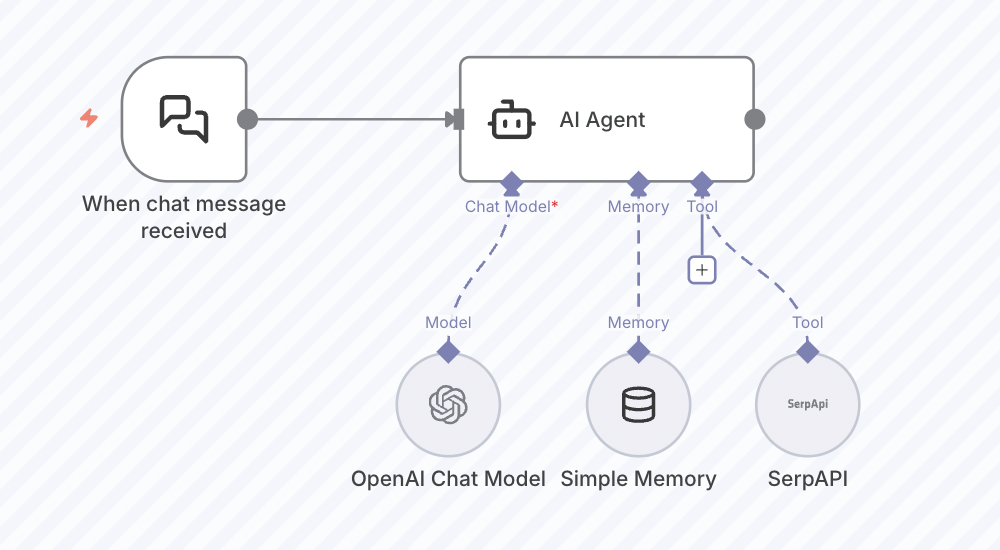 AI Agent
When chat message
received
Chat Model*
Memory
Tool
+
Model
Memory
Tool
SerpApi
OpenAI Chat Model
Simple Memory
SerpAPI